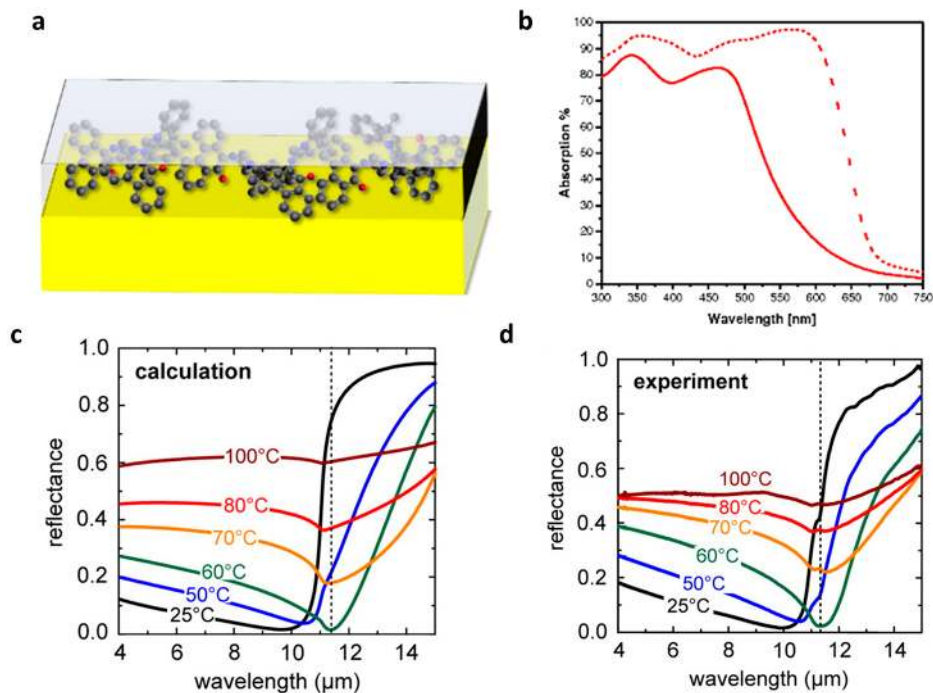 a
b
Absorption %
100
90
80
70
60
50
40
30
20
10
0
300 350 400 450 500 550 600 650 700 750
Wavelength [nm]
c
calculation
reflectance
1.0
0.8
0.6
0.4
0.2
0.0
100°C
80°C
70°C
60°C
50°C
25°C
4 6 8 10 12 14
wavelength (µm)
d
experiment
reflectance
1.0
0.8
0.6
0.4
0.2
0.0
100°C
80°C
70°C
60°C
50°C
25°C
4 6 8 10 12 14
wavelength (µm)